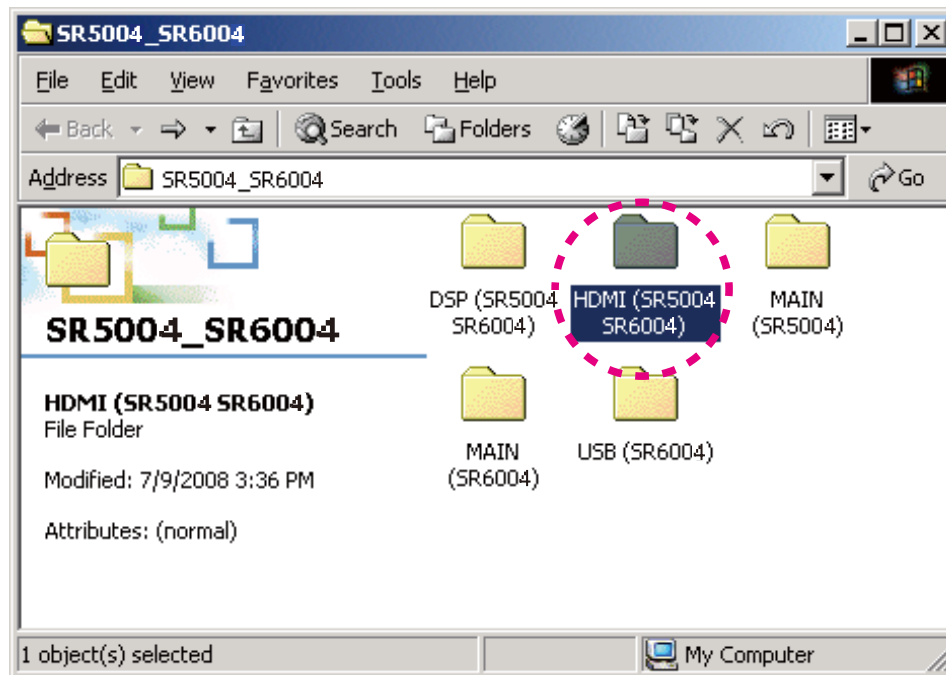 SR5004_SR6004
File Edit View Favorites Tools Help
Back Search Folders
Address SR5004_SR6004 Go
DSP (SR5004
SR6004)
HDMI (SR5004
SR6004)
MAIN
(SR5004)
SR5004_SR6004
HDMI (SR5004 SR6004)
File Folder
Modified: 7/9/2008 3:36 PM
Attributes: (normal)
MAIN
(SR6004)
USB (SR6004)
1 object(s) selected My Computer